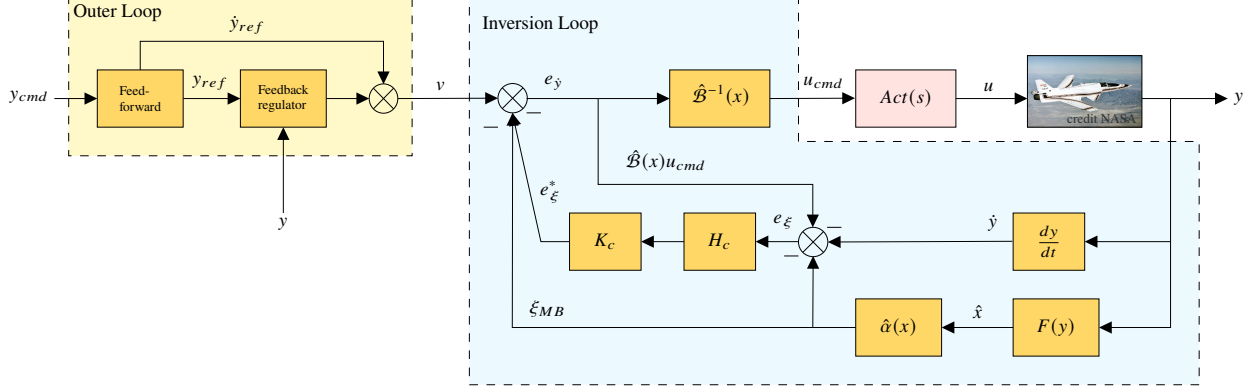 Outer Loop
ẏ_ref
y_cmd
Feed-
forward
y_ref
Feedback
regulator
y
v
Inversion Loop
e_ẏ
𝓑̂⁻¹(x)
u_cmd
Act(s)
u
credit NASA
y
𝓑̂(x)u_cmd
e*_ξ
K_c
H_c
e_ξ
ẏ
dy
dt
ξ_MB
α̂(x)
x̂
F(y)